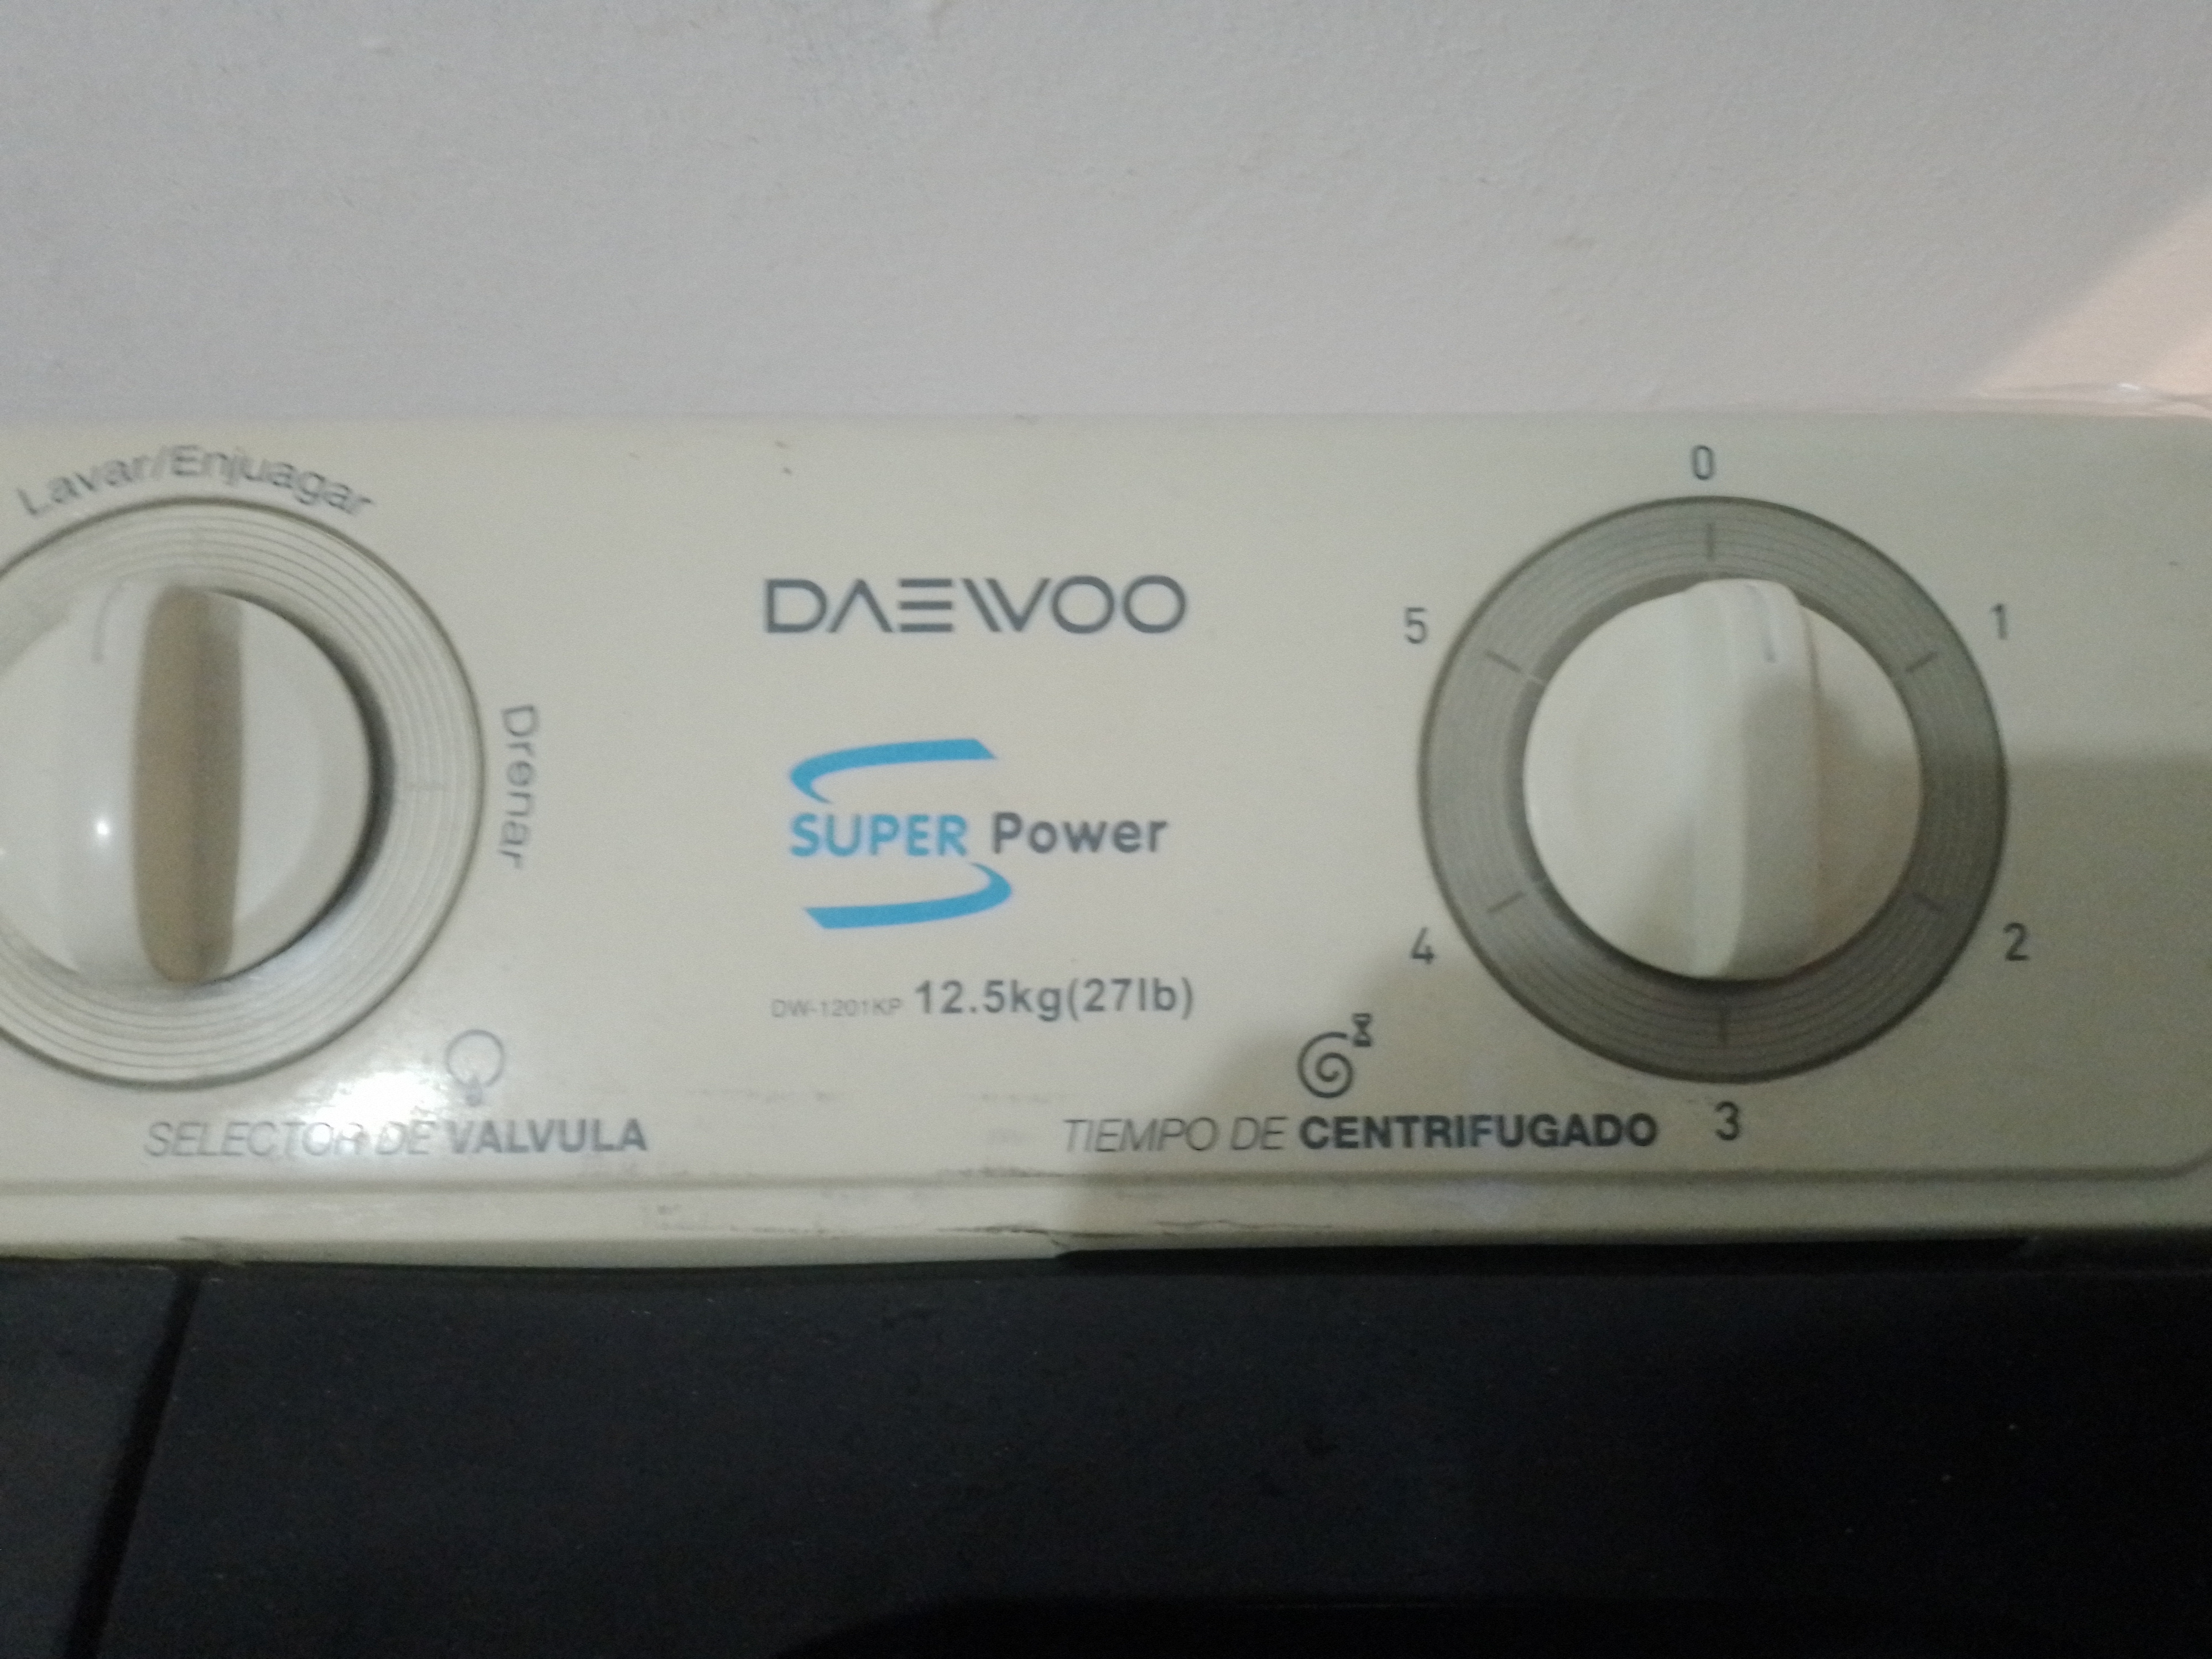 Lavar/Enjuagar
Drenar
SELECTOR DE VALVULA
DAEWOO
SUPER Power
DW-1201KP 12.5kg(27lb)
0
1
2
3
4
5
TIEMPO DE CENTRIFUGADO